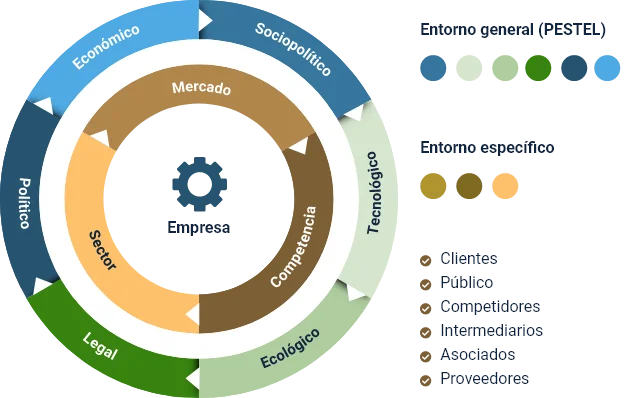 Económico
Sociopolítico
Mercado
Político
Tecnológico
Empresa
Sector
Competencia
Legal
Ecológico
Entorno general (PESTEL)
Entorno específico
Clientes
Público
Competidores
Intermediarios
Asociados
Proveedores